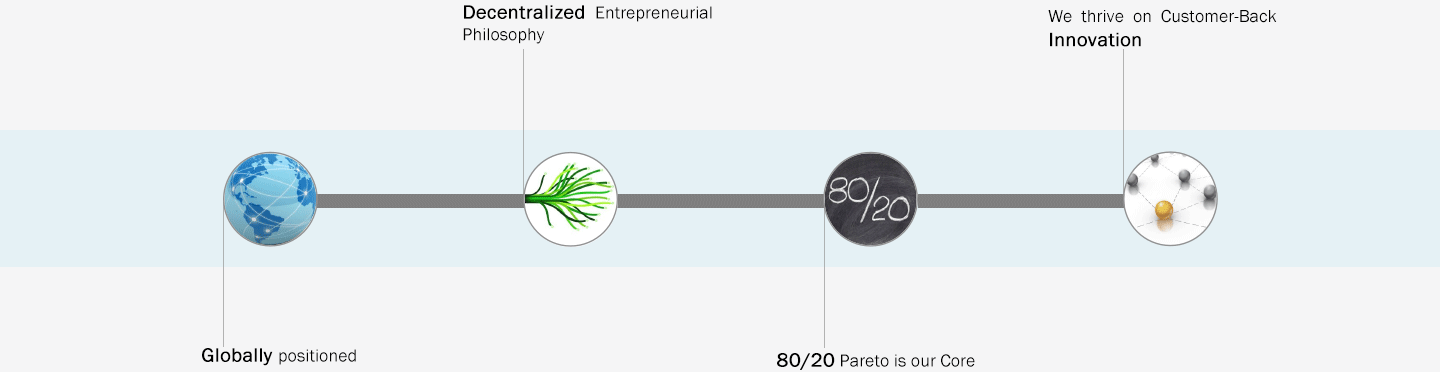 Decentralized Entrepreneurial
Philosophy
We thrive on Customer-Back
Innovation
80/20
Globally positioned
80/20 Pareto is our Core